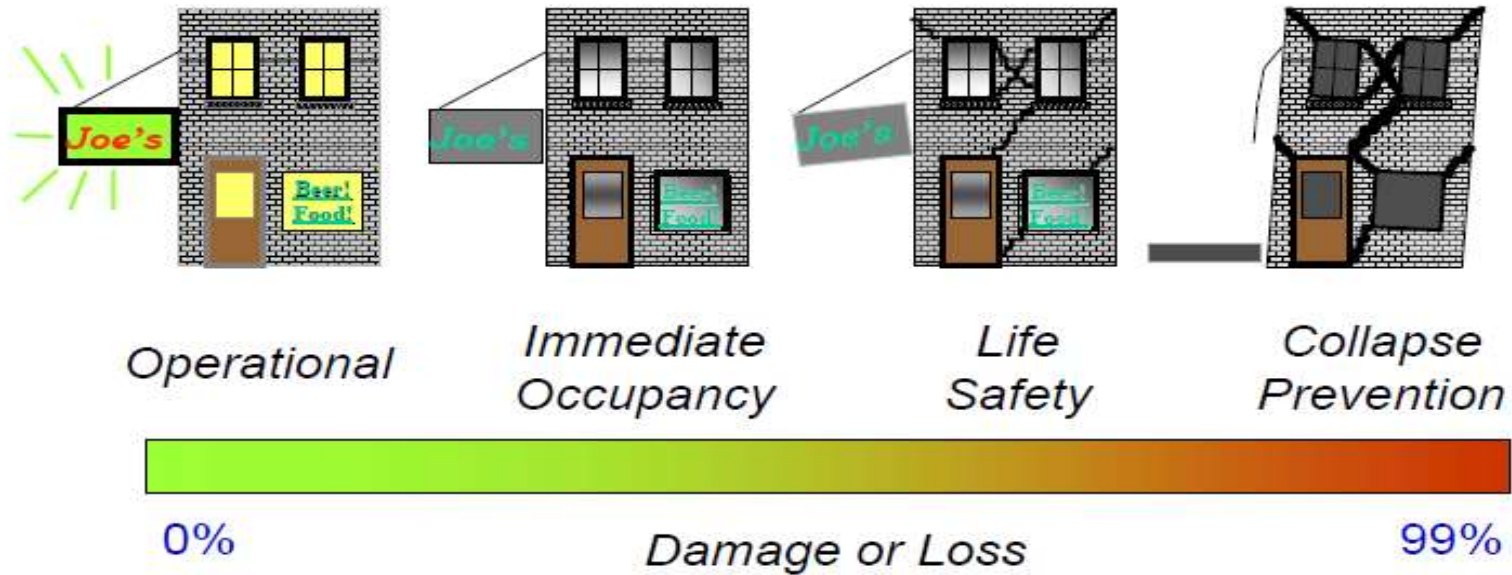 Joe's
Beer!
Food!
Joe's
Beer!
Food!
Joe's
Beer!
Food!
Operational
Immediate
Occupancy
Life
Safety
Collapse
Prevention
0%
Damage or Loss
99%